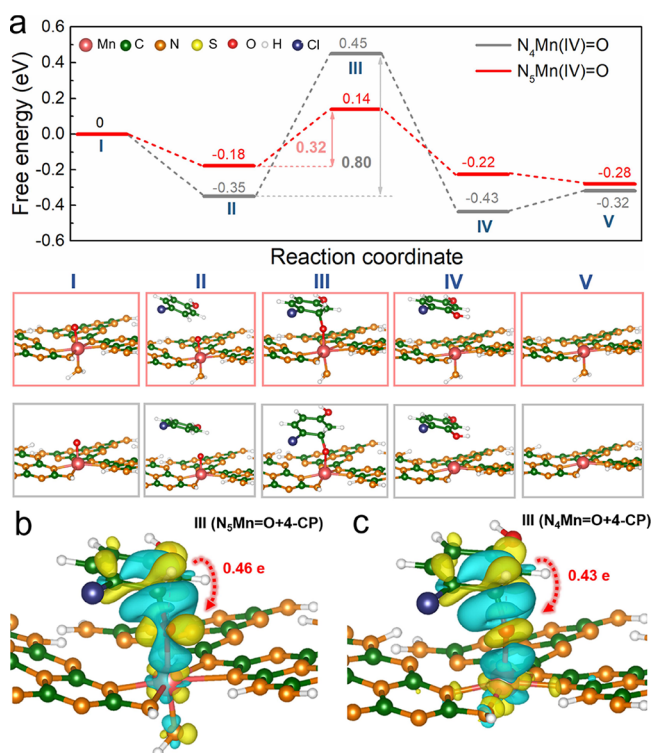 a
Free energy (eV)
0.6
0.4
0.2
0.0
-0.2
-0.4
-0.6
Mn C N S O H Cl
N₄Mn(IV)=O
N₅Mn(IV)=O
0
I
-0.18
-0.35
II
0.45
III
0.14
0.32
0.80
-0.22
-0.43
IV
-0.28
-0.32
V
Reaction coordinate
I II III IV V
b
III (N₅Mn=O+4-CP)
0.46 e
c
III (N₄Mn=O+4-CP)
0.43 e